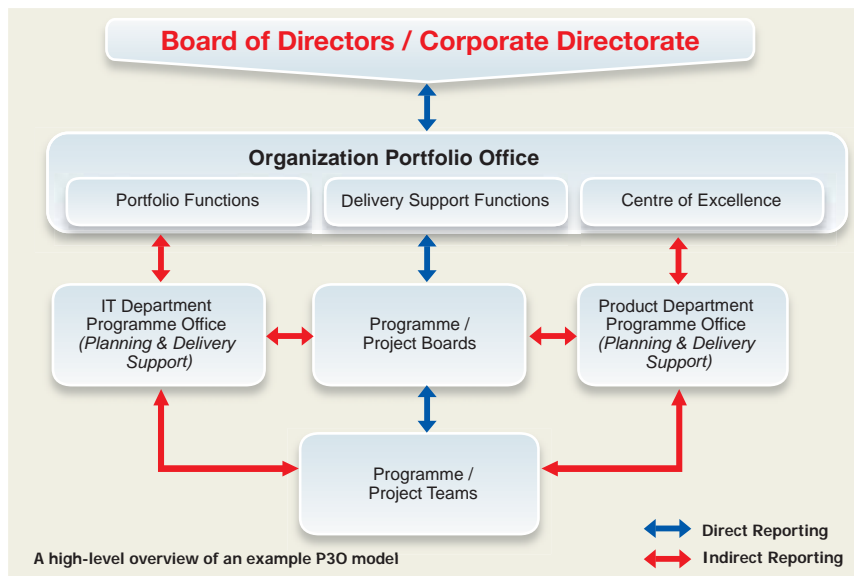 Board of Directors / Corporate Directorate
Organization Portfolio Office
Portfolio Functions
Delivery Support Functions
Centre of Excellence
IT Department
Programme Office
(Planning & Delivery
Support)
Programme /
Project Boards
Product Department
Programme Office
(Planning & Delivery
Support)
Programme /
Project Teams
Direct Reporting
Indirect Reporting
A high-level overview of an example P3O model